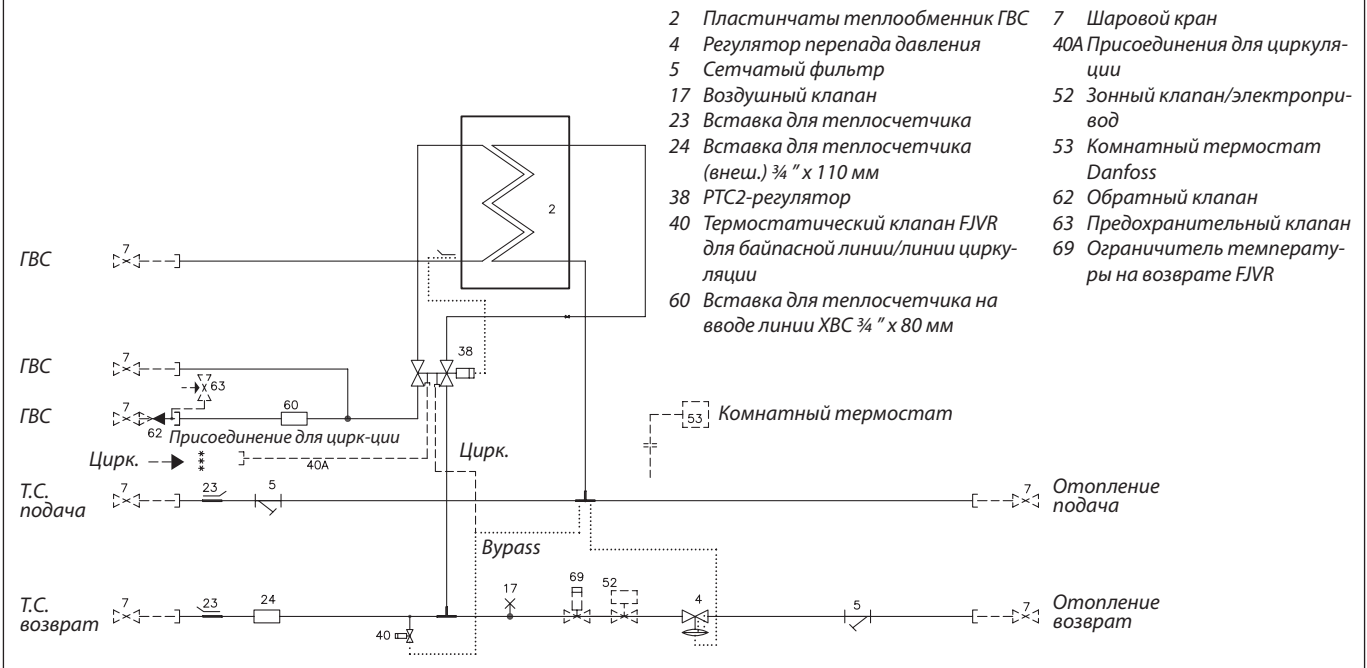 2 Пластинчаты теплообменник ГВС
4 Регулятор перепада давления
5 Сетчатый фильтр
17 Воздушный клапан
23 Вставка для теплосчетчика
24 Вставка для теплосчетчика
(внеш.) ¾ ” x 110 мм
38 РТС2-регулятор
40 Термостатический клапан FJVR
для байпасной линии/линии цирку-
ляции
60 Вставка для теплосчетчика на
вводе линии ХВС ¾ ” x 80 мм
7 Шаровой кран
40A Присоединения для циркуля-
ции
52 Зонный клапан/электропри-
вод
53 Комнатный термостат
Danfoss
62 Обратный клапан
63 Предохранительный клапан
69 Ограничитель температу-
ры на возврате FJVR
2
ГВС
7
38
ГВС
7
7
63
ГВС
7
62
60
Присоединение для цирк-ции
Цирк.
40A
Цирк.
53
Комнатный термостат
Т.С.
подача
7
23
5
7
Отопление
подача
Bypass
Т.С.
возврат
7
23
24
40
17
69
52
4
5
7
Отопление
возврат